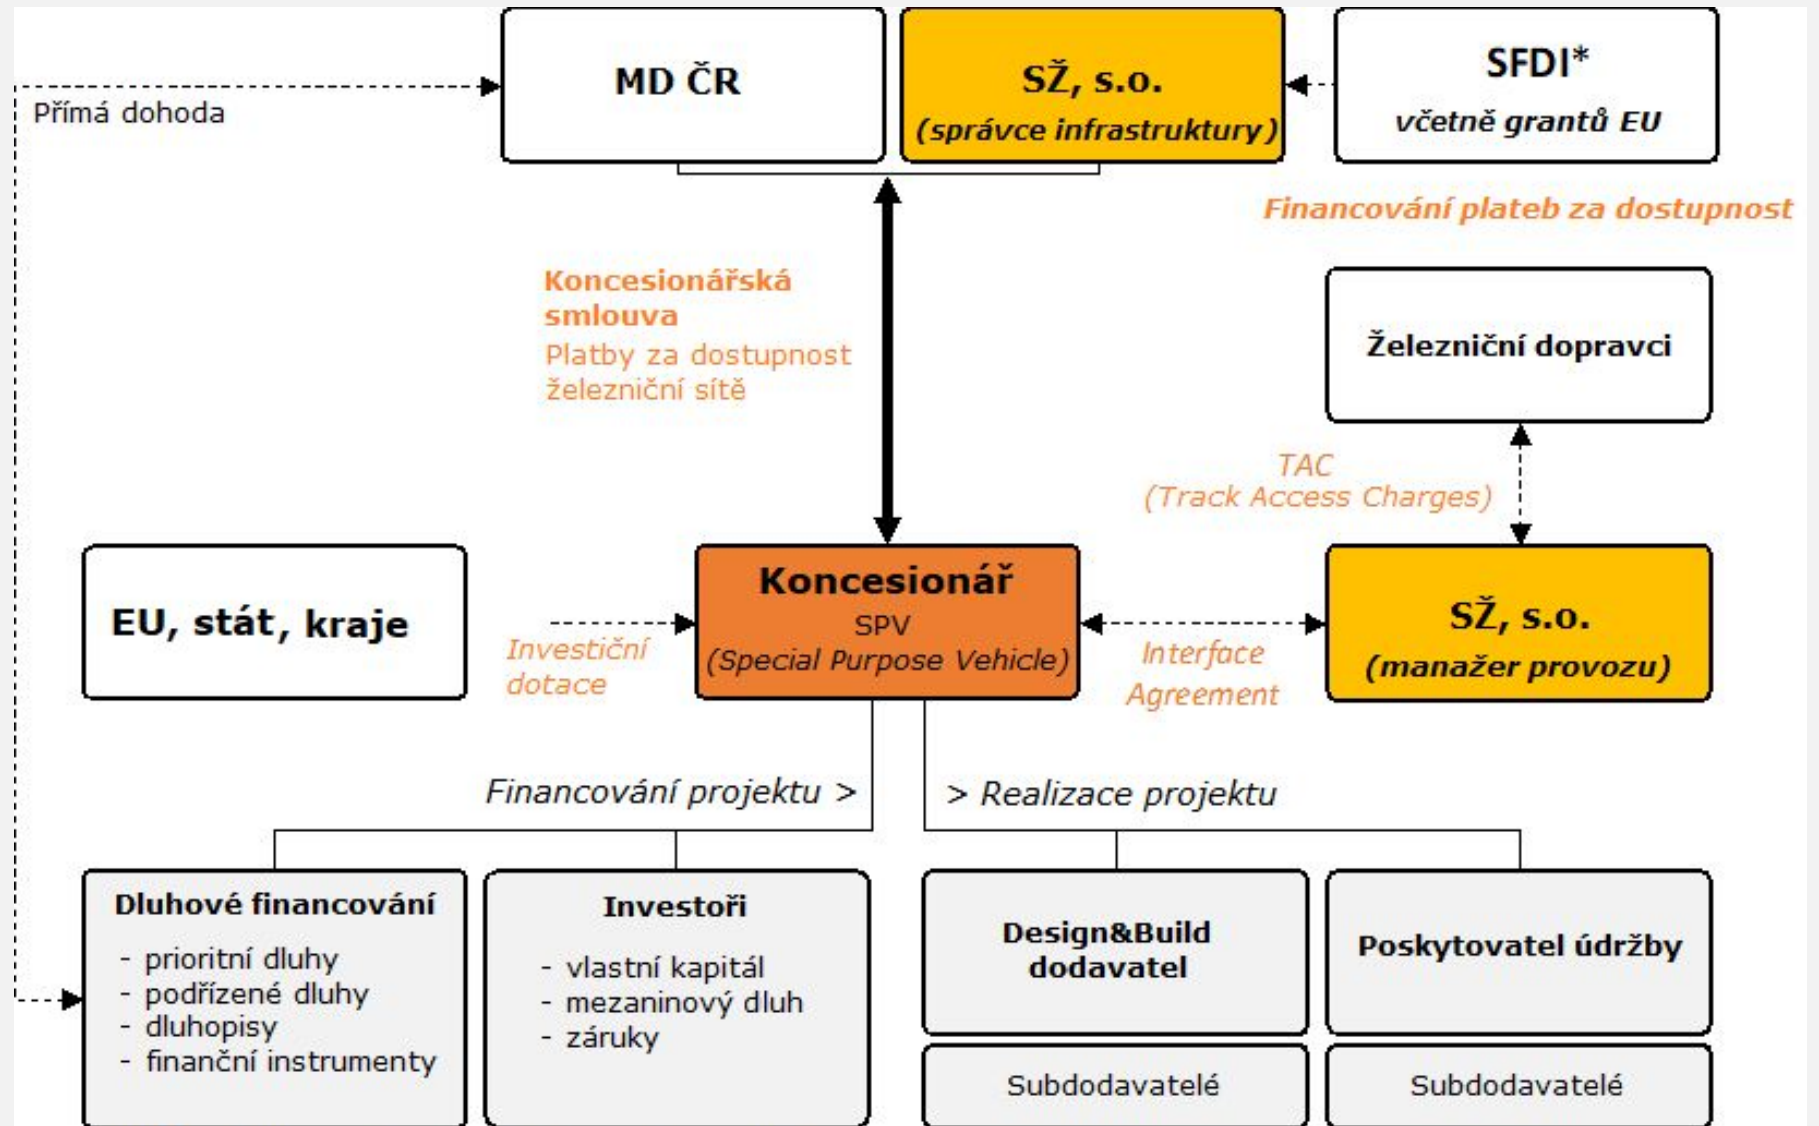 MD ČR
SŽ, s.o.
(správce infrastruktury)
SFDI*
včetně grantů EU
Přímá dohoda
Financování plateb za dostupnost
Koncesionářská
smlouva
Platby za dostupnost
železniční sítě
Železniční dopravci
TAC
(Track Access Charges)
EU, stát, kraje
Investiční
dotace
Koncesionář
SPV
(Special Purpose Vehicle)
Interface
Agreement
SŽ, s.o.
(manažer provozu)
Financování projektu >
> Realizace projektu
Dluhové financování
- prioritní dluhy
- podřízené dluhy
- dluhopisy
- finanční instrumenty
Investoři
- vlastní kapitál
- mezaninový dluh
- záruky
Design&Build
dodavatel
Subdodavatelé
Poskytovatel údržby
Subdodavatelé